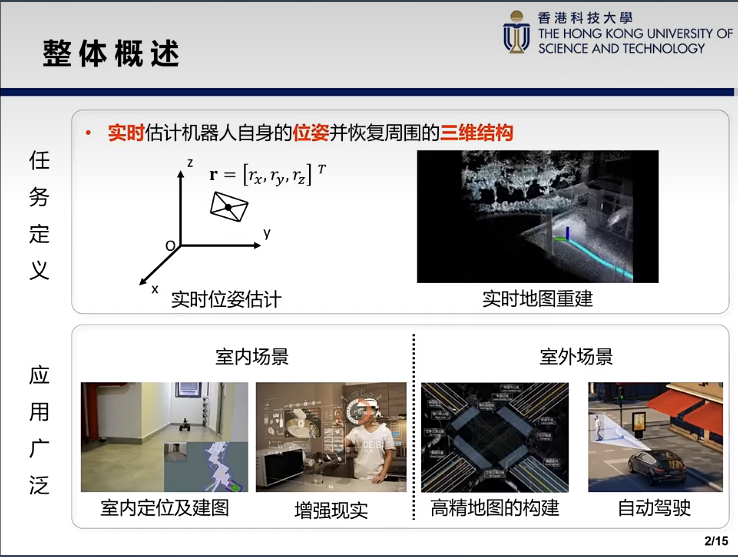 香港科技大學
THE HONG KONG UNIVERSITY OF
SCIENCE AND TECHNOLOGY
整体概述
任务定义
• 实时估计机器人自身的位姿并恢复周围的三维结构
z
r = [rₓ, rᵧ, r_z] ᵀ
y
O
x
实时位姿估计
实时地图重建
应用广泛
室内场景
室外场景
室内定位及建图
增强现实
高精地图的构建
自动驾驶
2/15